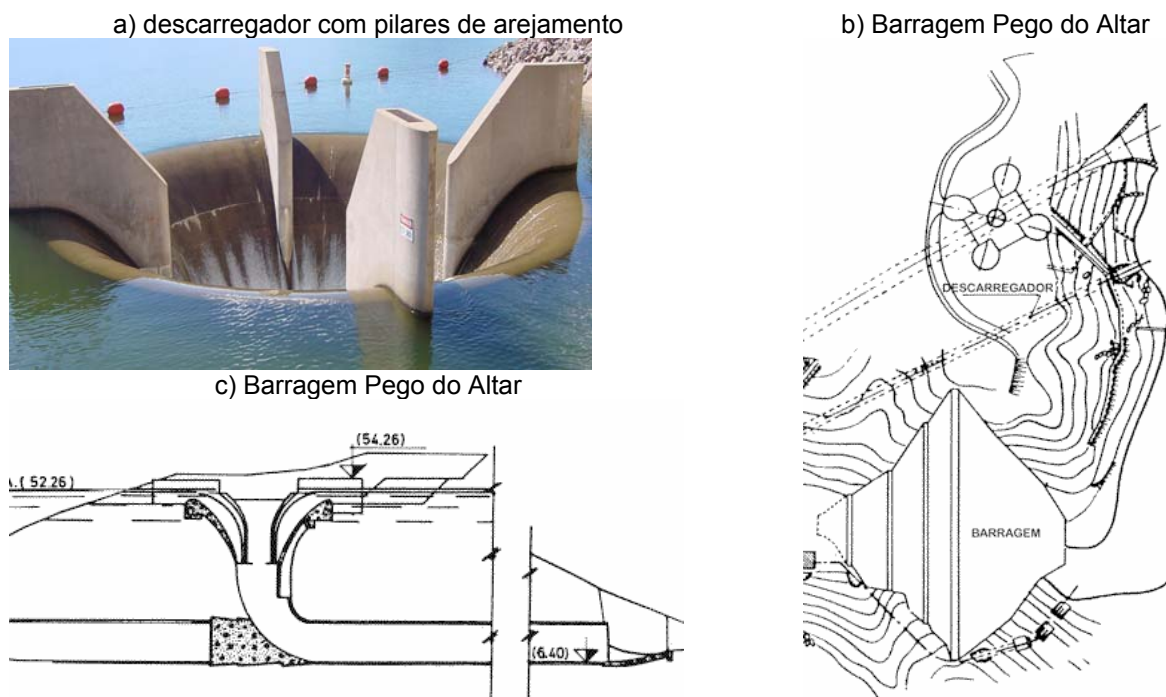 a) descarregador com pilares de arejamento
b) Barragem Pego do Altar
DESCARREGADOR
BARRAGEM
c) Barragem Pego do Altar
(54.26)
A.(52.26)
(6.40)